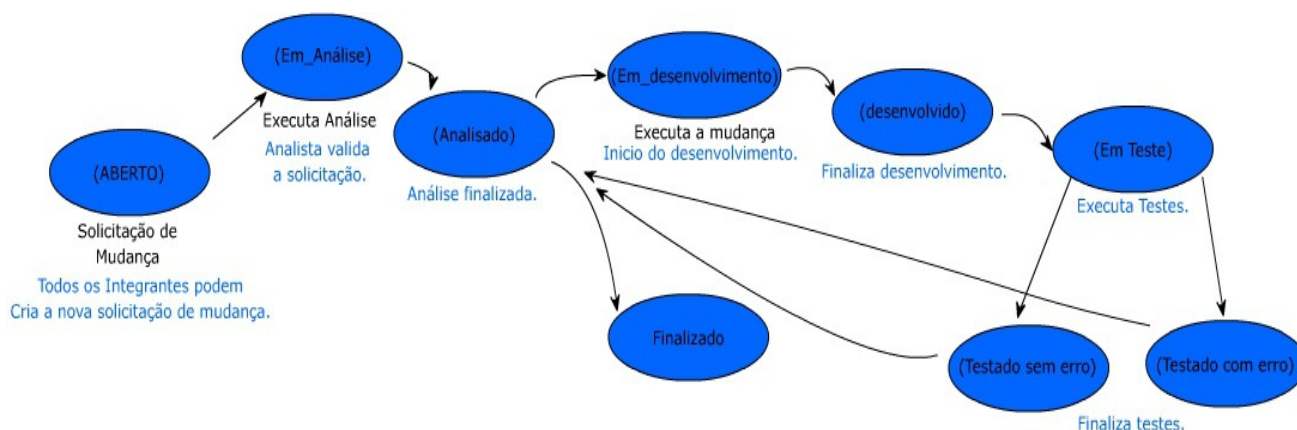 (ABERTO)
Solicitação de
Mudança
Todos os Integrantes podem
Cria a nova solicitação de mudança.
(Em_Análise)
Executa Análise
Analista valida
a solicitação.
(Analisado)
Análise finalizada.
(Em_desenvolvimento)
Executa a mudança
Inicio do desenvolvimento.
(desenvolvido)
Finaliza desenvolvimento.
(Em Teste)
Executa Testes.
Finalizado
(Testado sem erro)
(Testado com erro)
Finaliza testes.